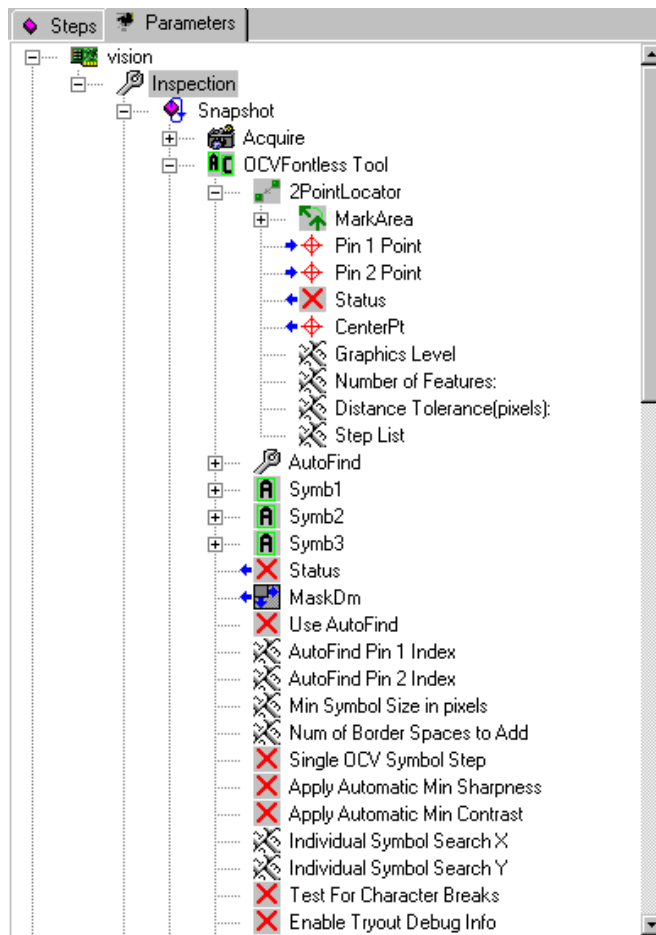 Steps Parameters
vision
Inspection
Snapshot
Acquire
OCVFontless Tool
2PointLocator
MarkArea
Pin 1 Point
Pin 2 Point
Status
CenterPt
Graphics Level
Number of Features:
Distance Tolerance(pixels):
Step List
AutoFind
Symb1
Symb2
Symb3
Status
MaskDm
Use AutoFind
AutoFind Pin 1 Index
AutoFind Pin 2 Index
Min Symbol Size in pixels
Num of Border Spaces to Add
Single OCV Symbol Step
Apply Automatic Min Sharpness
Apply Automatic Min Contrast
Individual Symbol Search X
Individual Symbol Search Y
Test For Character Breaks
Enable Tryout Debug Info